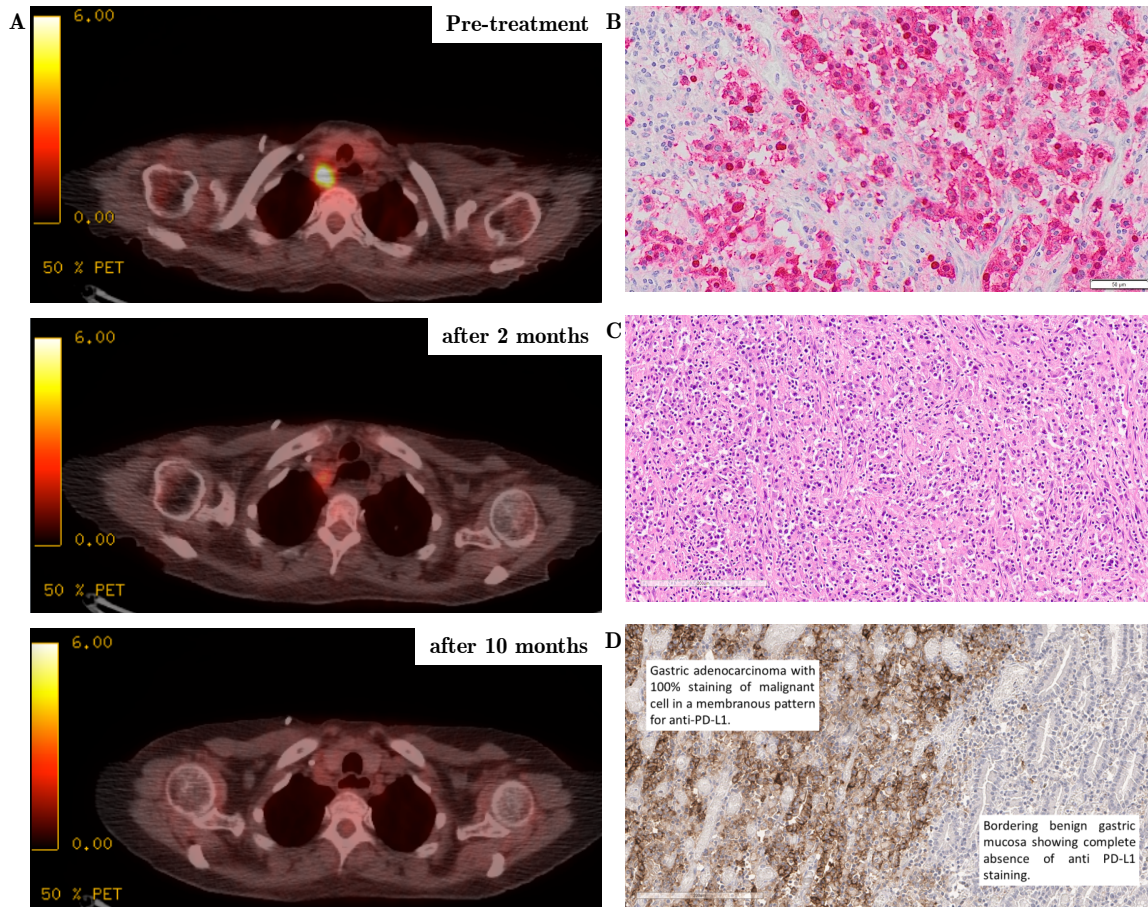 A
6.00
Pre-treatment
0.00
50 % PET
B
50 µm
6.00
after 2 months
0.00
50 % PET
C
6.00
after 10 months
0.00
50 % PET
D
Gastric adenocarcinoma with
100% staining of malignant
cell in a membranous pattern
for anti-PD-L1.
Bordering benign gastric
mucosa showing complete
absence of anti PD-L1
staining.